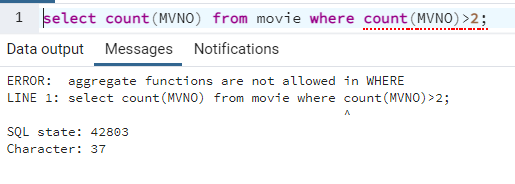 1 select count(MVNO) from movie where count(MVNO)>2;
Data output Messages Notifications
ERROR: aggregate functions are not allowed in WHERE
LINE 1: select count(MVNO) from movie where count(MVNO)>2;
^
SQL state: 42803
Character: 37